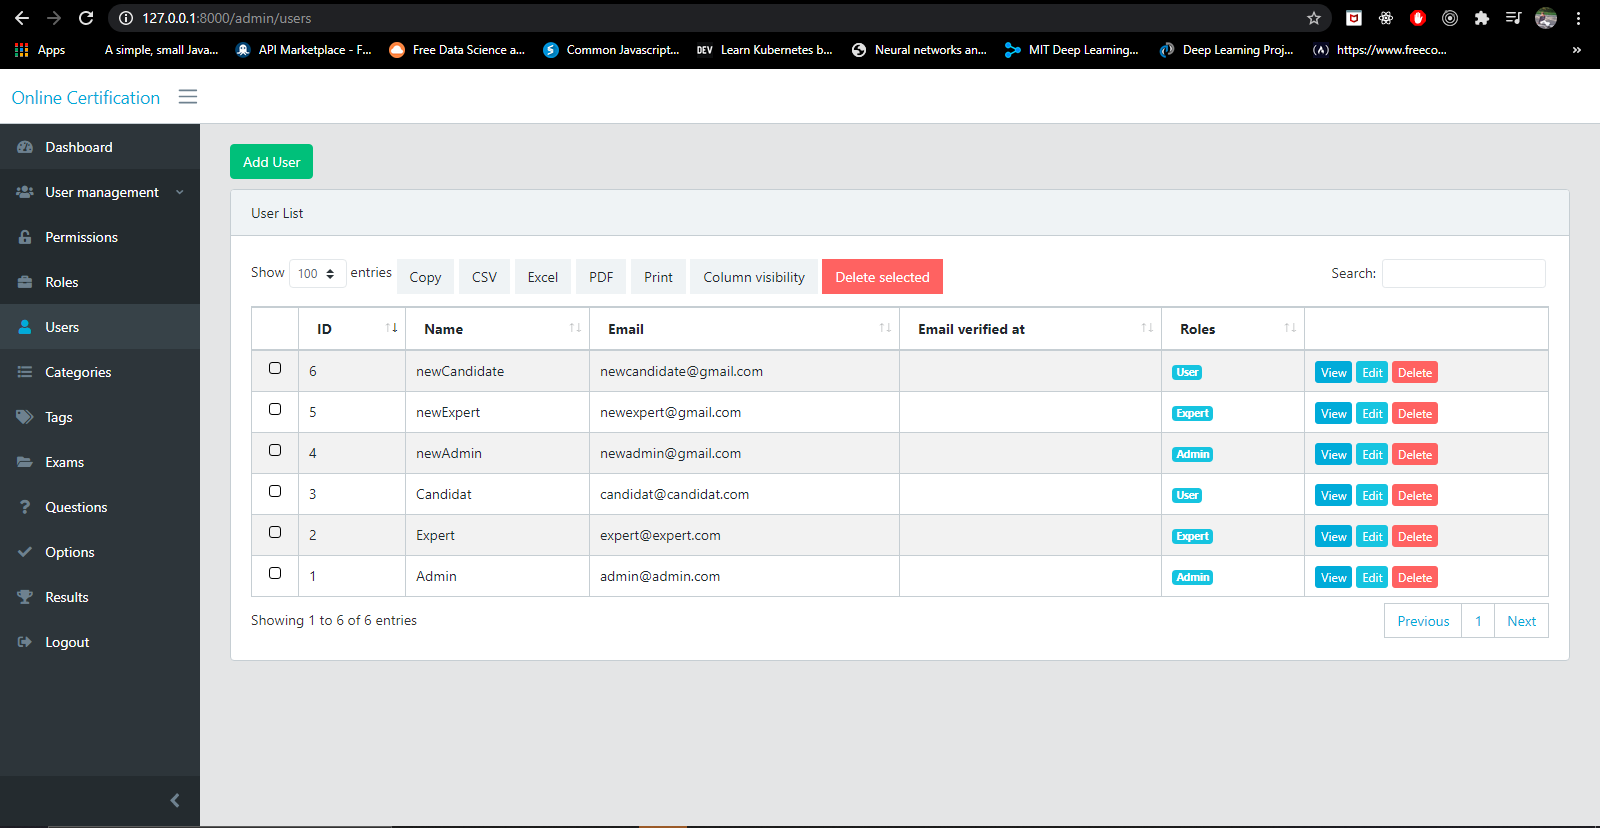 127.0.0.1:8000/admin/users
Apps A simple, small Java... API Marketplace - F... Free Data Science a... Common Javascript... DEV Learn Kubernetes b... Neural networks an... MIT Deep Learning... Deep Learning Proj... https://www.freeco... »
Online Certification
Dashboard
User management
Permissions
Roles
Users
Categories
Tags
Exams
Questions
Options
Results
Logout
Add User
User List
Show 100 entries Copy CSV Excel PDF Print Column visibility Delete selected Search:
ID Name Email Email verified at Roles
6 newCandidate newcandidate@gmail.com User View Edit Delete
5 newExpert newexpert@gmail.com Expert View Edit Delete
4 newAdmin newadmin@gmail.com Admin View Edit Delete
3 Candidat candidat@candidat.com User View Edit Delete
2 Expert expert@expert.com Expert View Edit Delete
1 Admin admin@admin.com Admin View Edit Delete
Showing 1 to 6 of 6 entries Previous 1 Next